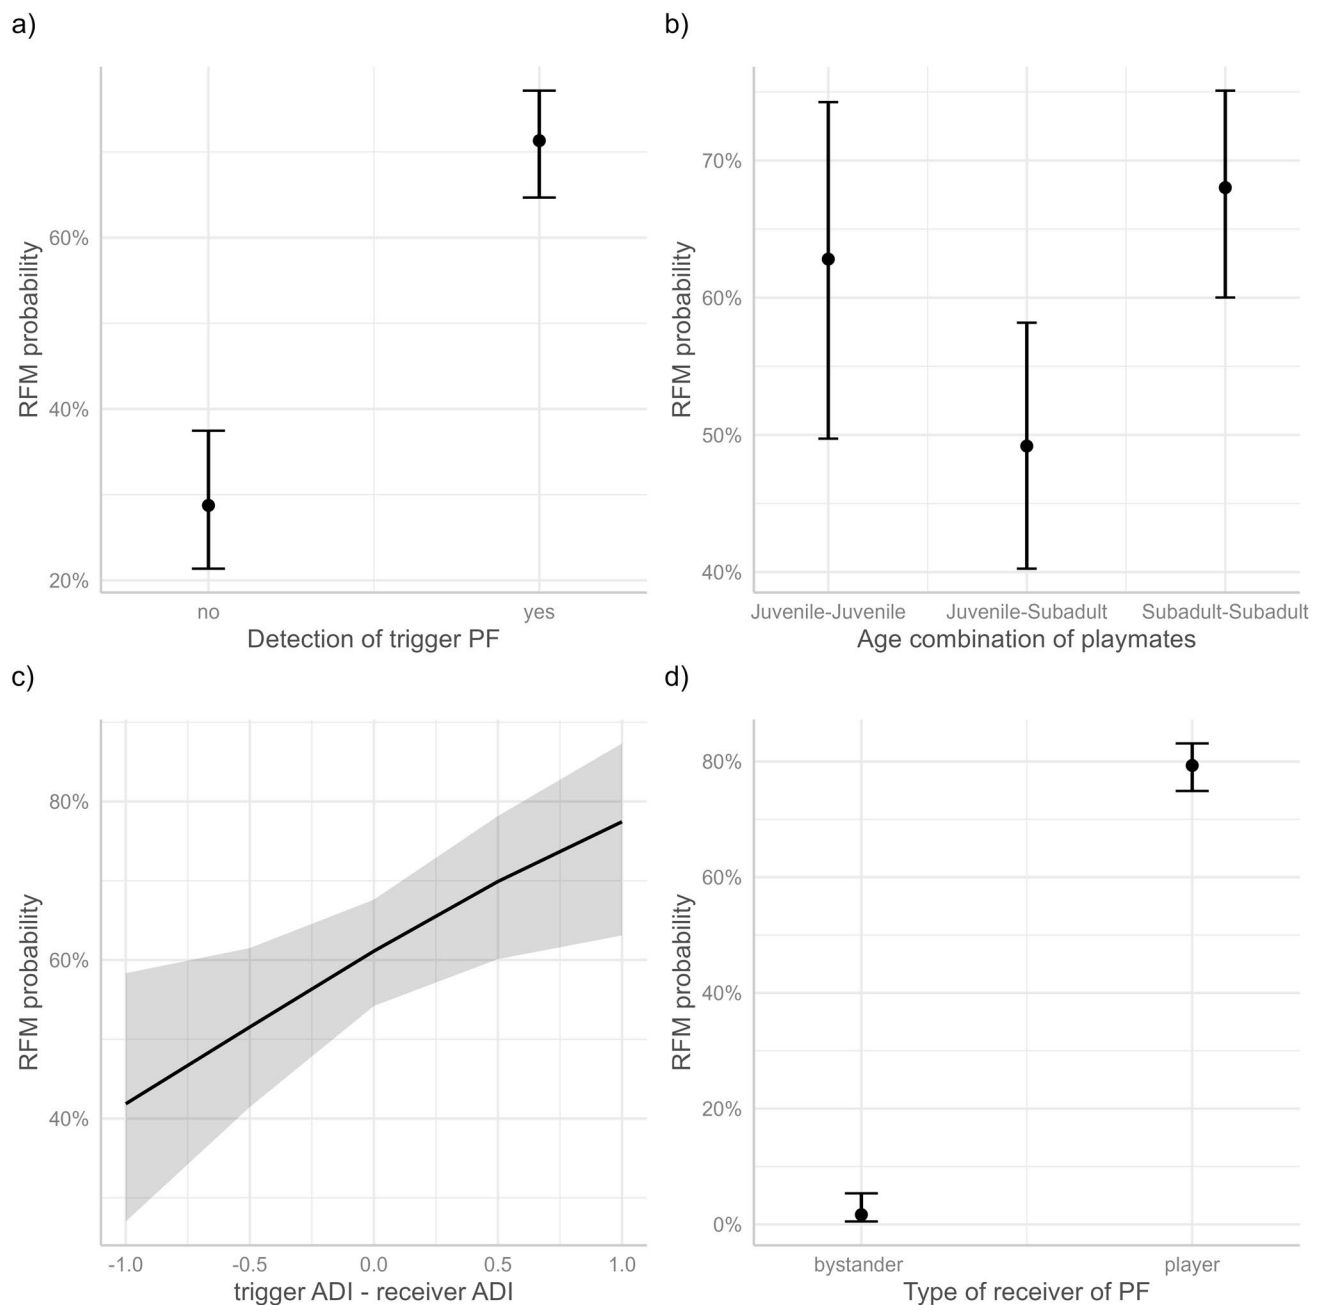 a)
RFM probability
60%
40%
20%
no yes
Detection of trigger PF
b)
RFM probability
70%
60%
50%
40%
Juvenile-Juvenile Juvenile-Subadult Subadult-Subadult
Age combination of playmates
c)
RFM probability
80%
60%
40%
-1.0 -0.5 0.0 0.5 1.0
trigger ADI - receiver ADI
d)
RFM probability
80%
60%
40%
20%
0%
bystander player
Type of receiver of PF